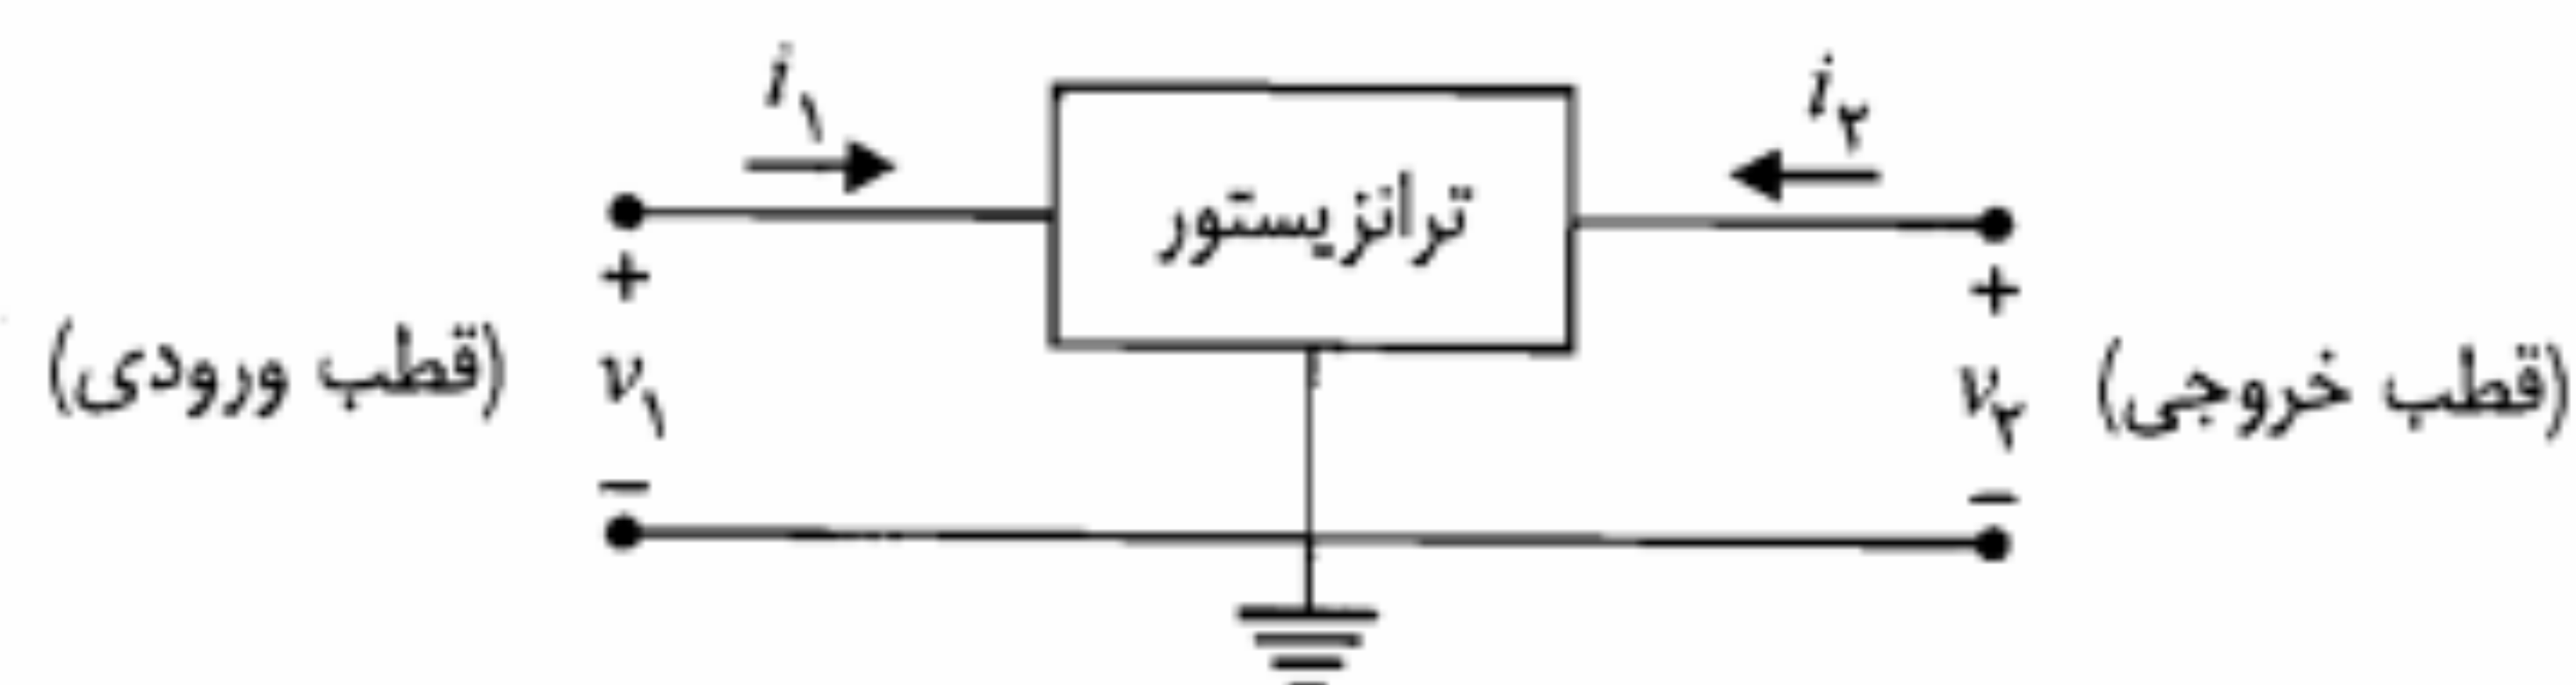 i۱
i۲
ترانزیستور
+
+
(قطب ورودی)
v۱
v۲
(قطب خروجی)
−
−